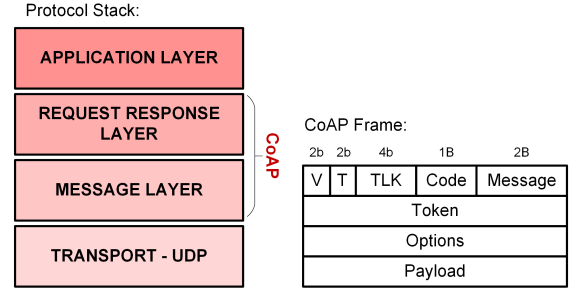 Protocol Stack:
APPLICATION LAYER
REQUEST RESPONSE
LAYER
MESSAGE LAYER
TRANSPORT - UDP
CoAP
CoAP Frame:
2b 2b 4b 1B 2B
V T TLK Code Message
Token
Options
Payload